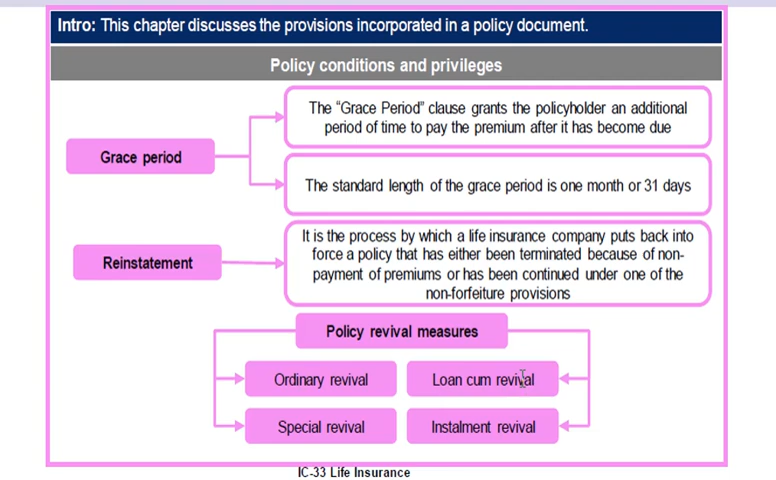 Intro: This chapter discusses the provisions incorporated in a policy document.
Policy conditions and privileges
Grace period
The “Grace Period” clause grants the policyholder an additional
period of time to pay the premium after it has become due
The standard length of the grace period is one month or 31 days
Reinstatement
It is the process by which a life insurance company puts back into
force a policy that has either been terminated because of non-
payment of premiums or has been continued under one of the
non-forfeiture provisions
Policy revival measures
Ordinary revival
Loan cum revival
Special revival
Instalment revival
IC-33 Life Insurance